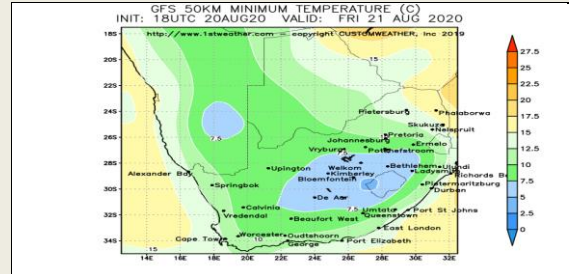 GFS 50KM MINIMUM TEMPERATURE (C)
INIT: 18UTC 20AUG20 VALID: FRI 21 AUG 2020
http://www.1stweather.com — copyright CUSTOMWEATHER, Inc 2019
18S
20S
22S
24S
26S
28S
30S
32S
34S
15
7.5
Pietersburg
Phalaborwa
Skukuza
Nelspruit
Pretoria
Johannesburg
Ermelo
Vryburg
Potchefstroom
Welkom
Bethlehem
Ulundi
Kimberley
Ladysmith
Richards Ba
Bloemfontein
Pietermaritzburg
Durban
Upington
Alexander Bay
Springbok
De Aar
Calvinia
7.5
Umtata
Port St Johns
Queenstown
Vredendal
Beaufort West
East London
Worcester
10
Oudtshoorn
Cape Town
George
Port Elizabeth
15
14E
16E
18E
20E
22E
24E
26E
28E
30E
32E
27.5
25
22.5
20
17.5
15
12.5
10
7.5
5
2.5
0